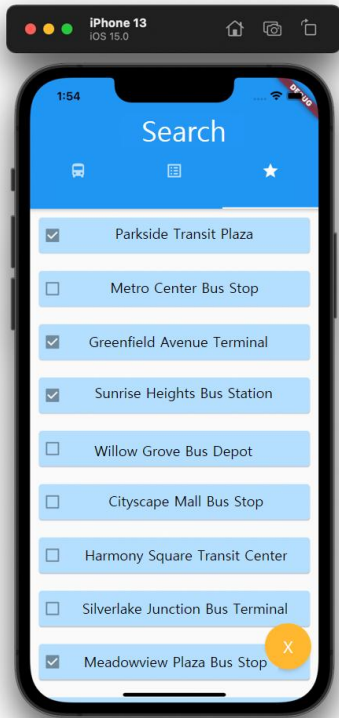 iPhone 13
iOS 15.0
1:54
DEBUG
Search
Parkside Transit Plaza
Metro Center Bus Stop
Greenfield Avenue Terminal
Sunrise Heights Bus Station
Willow Grove Bus Depot
Cityscape Mall Bus Stop
Harmony Square Transit Center
Silverlake Junction Bus Terminal
X
Meadowview Plaza Bus Stop